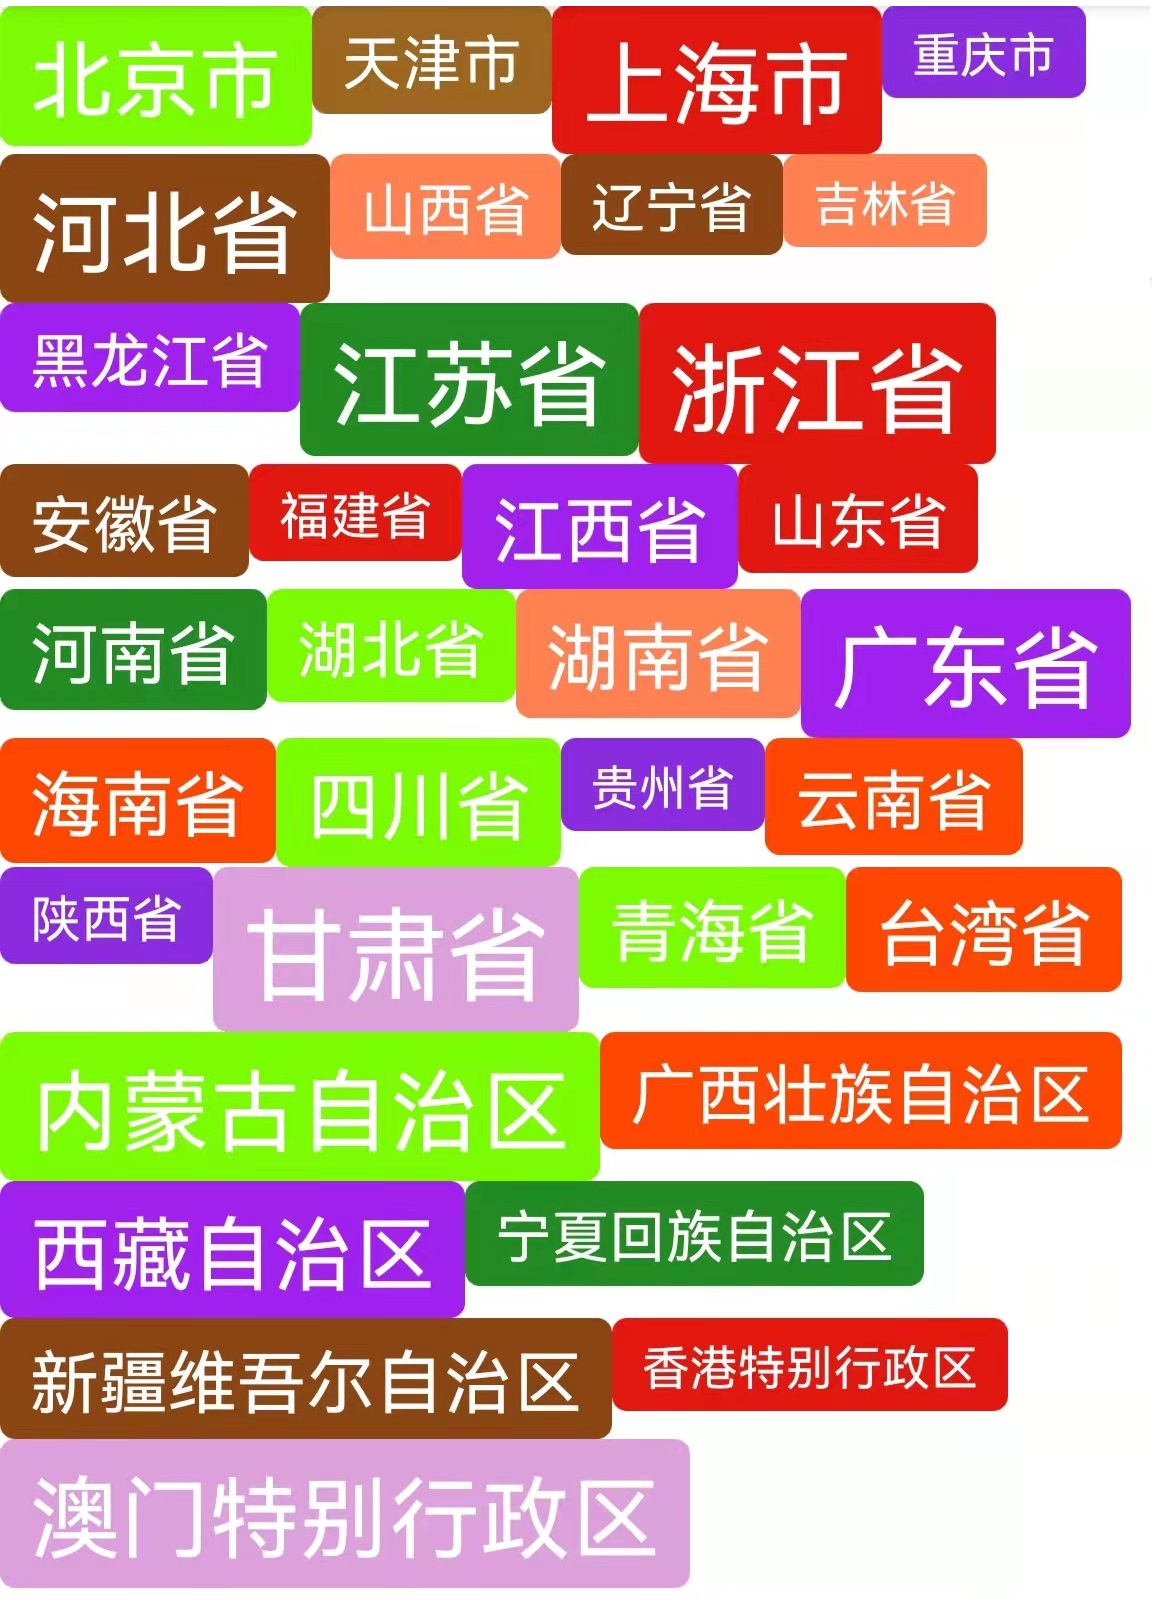 北京市 天津市 上海市 重庆市
河北省 山西省 辽宁省 吉林省
黑龙江省 江苏省 浙江省
安徽省 福建省 江西省 山东省
河南省 湖北省 湖南省 广东省
海南省 四川省 贵州省 云南省
陕西省 甘肃省 青海省 台湾省
内蒙古自治区 广西壮族自治区
西藏自治区 宁夏回族自治区
新疆维吾尔自治区 香港特别行政区
澳门特别行政区